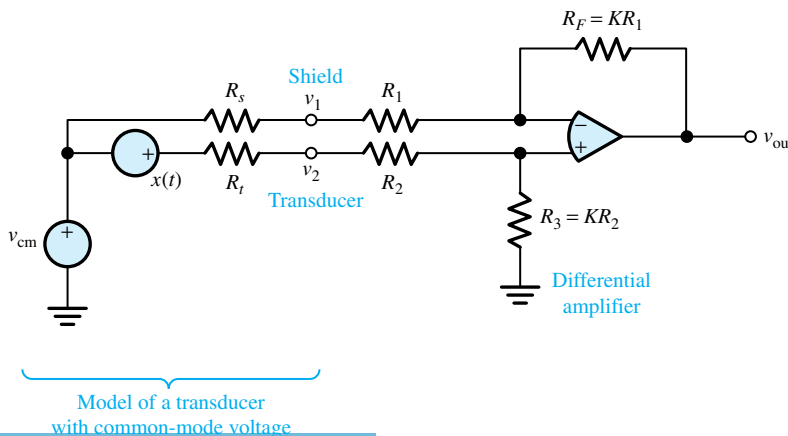 R_F = KR_1
Shield
R_s
v_1
R_1
−
+
v_ou
+
x(t)
R_t
v_2
R_2
Transducer
v_cm
+
R_3 = KR_2
Differential
amplifier
Model of a transducer
with common-mode voltage